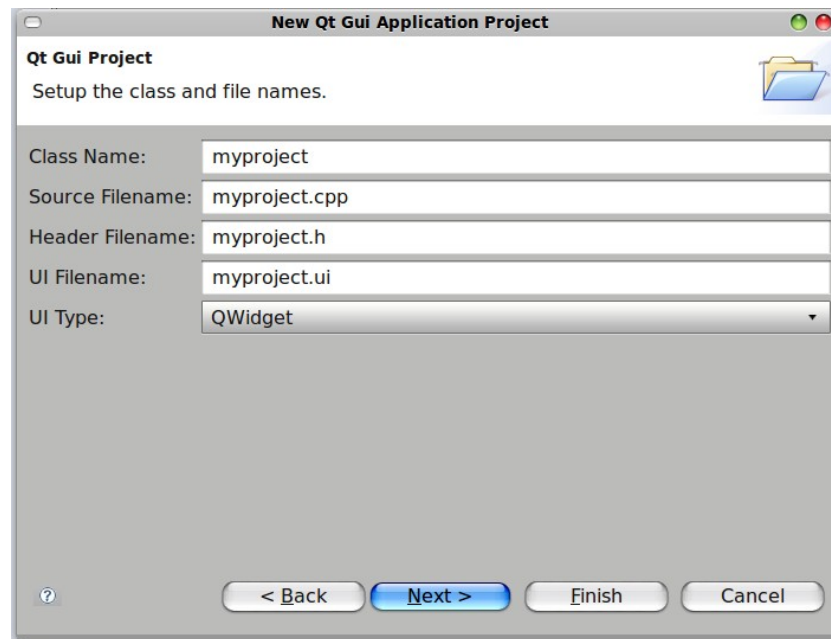 New Qt Gui Application Project
Qt Gui Project
Setup the class and file names.
Class Name: myproject
Source Filename: myproject.cpp
Header Filename: myproject.h
UI Filename: myproject.ui
UI Type: QWidget
? < Back Next > Finish Cancel